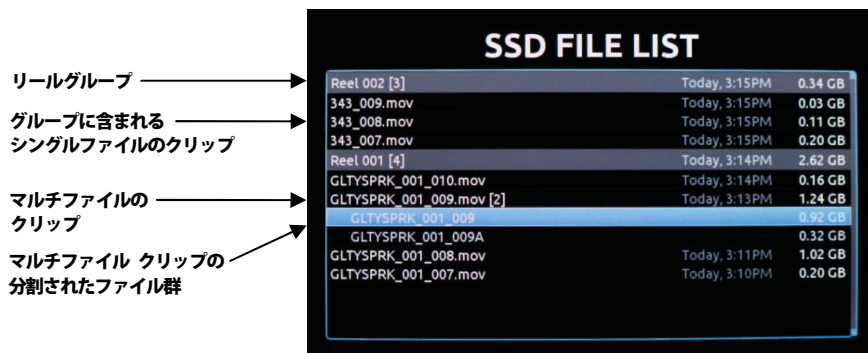 SSD FILE LIST
リールグループ
グループに含まれる
シングルファイルのクリップ
マルチファイルの
クリップ
マルチファイル クリップの
分割されたファイル群
Reel 002 [3] Today, 3:15PM 0.34 GB
343_009.mov Today, 3:15PM 0.03 GB
343_008.mov Today, 3:15PM 0.11 GB
343_007.mov Today, 3:15PM 0.20 GB
Reel 001 [4] Today, 3:14PM 2.62 GB
GLTYSPRK_001_010.mov Today, 3:14PM 0.16 GB
GLTYSPRK_001_009.mov [2] Today, 3:13PM 1.24 GB
GLTYSPRK_001_009 0.92 GB
GLTYSPRK_001_009A 0.32 GB
GLTYSPRK_001_008.mov Today, 3:11PM 1.02 GB
GLTYSPRK_001_007.mov Today, 3:10PM 0.20 GB